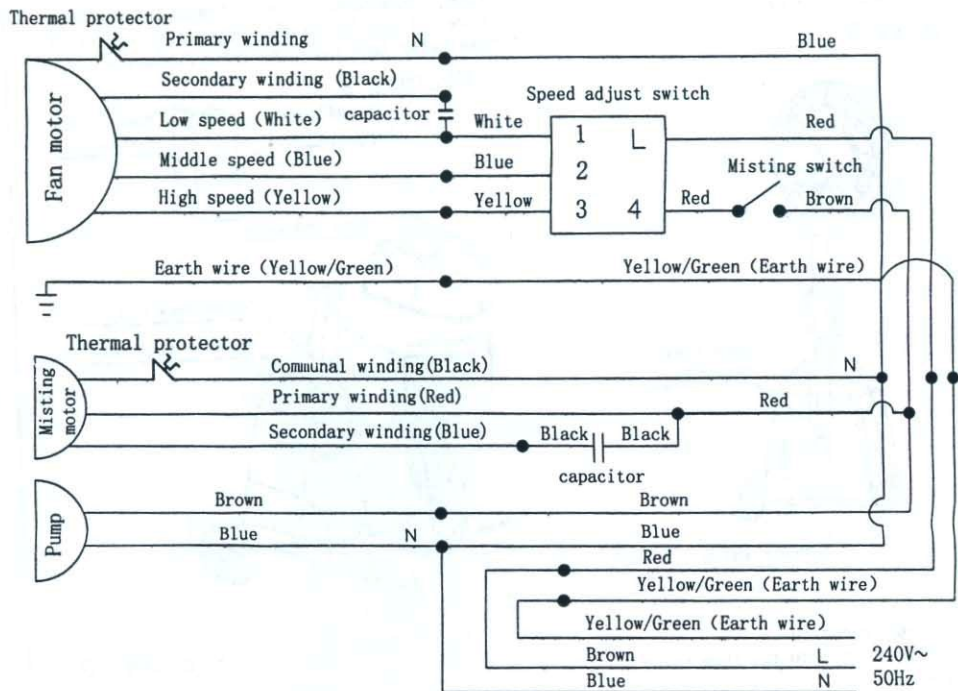 Thermal protector
Primary winding N Blue
Secondary winding (Black)
capacitor
Speed adjust switch
Low speed (White) White 1 L Red
Middle speed (Blue) Blue 2
Misting switch
High speed (Yellow) Yellow 3 4 Red Brown
Fan motor
Earth wire (Yellow/Green) Yellow/Green (Earth wire)
Thermal protector
Communal winding(Black) N
Primary winding(Red) Red
Secondary winding(Blue) Black Black
capacitor
Misting
motor
Brown Brown
Blue N Blue
Pump
Red
Yellow/Green (Earth wire)
Yellow/Green (Earth wire)
Brown L 240V~
Blue N 50Hz